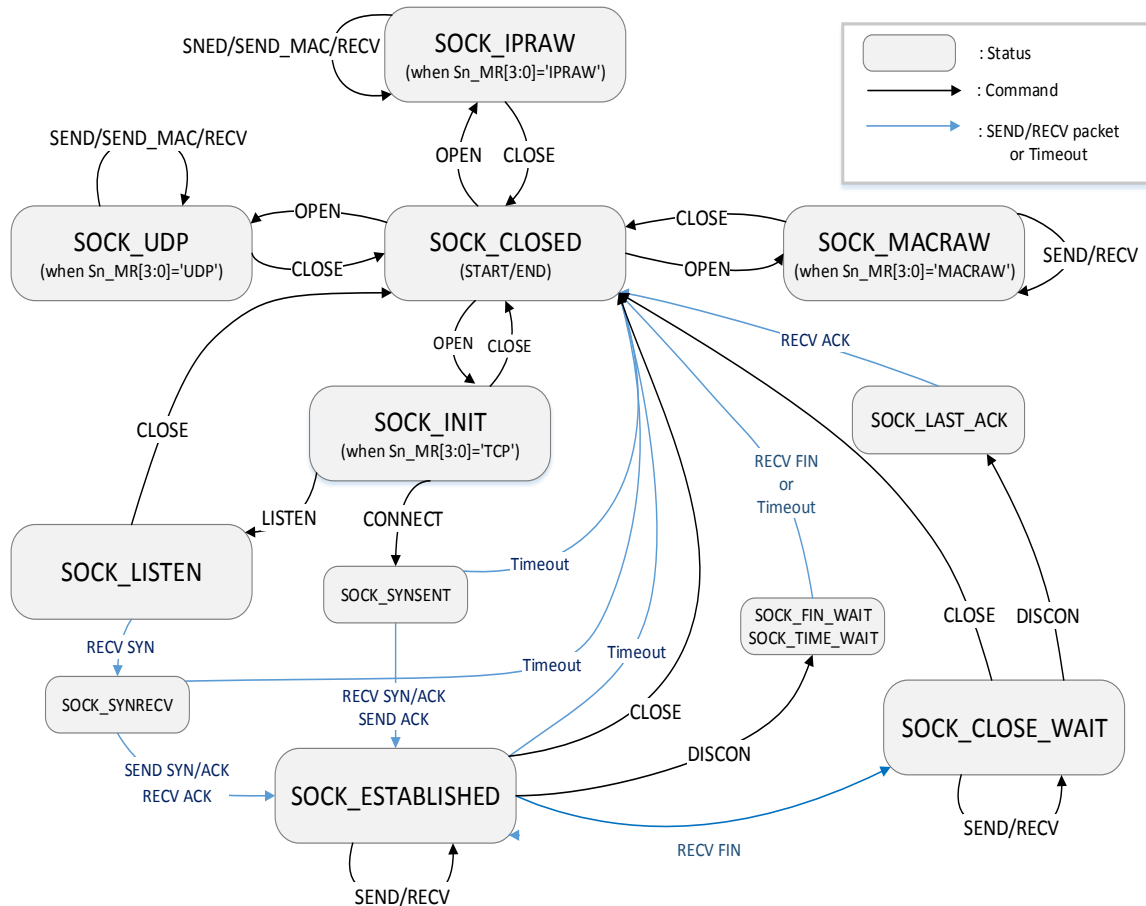 SNED/SEND_MAC/RECV
SOCK_IPRAW
(when Sn_MR[3:0]='IPRAW')
: Status
: Command
: SEND/RECV packet
or Timeout
SEND/SEND_MAC/RECV
OPEN
CLOSE
OPEN
CLOSE
SOCK_UDP
(when Sn_MR[3:0]='UDP')
CLOSE
SOCK_CLOSED
(START/END)
OPEN
SOCK_MACRAW
(when Sn_MR[3:0]='MACRAW')
SEND/RECV
OPEN
CLOSE
RECV ACK
SOCK_INIT
(when Sn_MR[3:0]='TCP')
SOCK_LAST_ACK
CLOSE
RECV FIN
or
Timeout
LISTEN
CONNECT
SOCK_LISTEN
Timeout
SOCK_SYNSENT
SOCK_FIN_WAIT
SOCK_TIME_WAIT
CLOSE
DISCON
RECV SYN
Timeout
Timeout
SOCK_SYNRECV
RECV SYN/ACK
SEND ACK
CLOSE
SOCK_CLOSE_WAIT
DISCON
SEND SYN/ACK
RECV ACK
SOCK_ESTABLISHED
SEND/RECV
RECV FIN
SEND/RECV